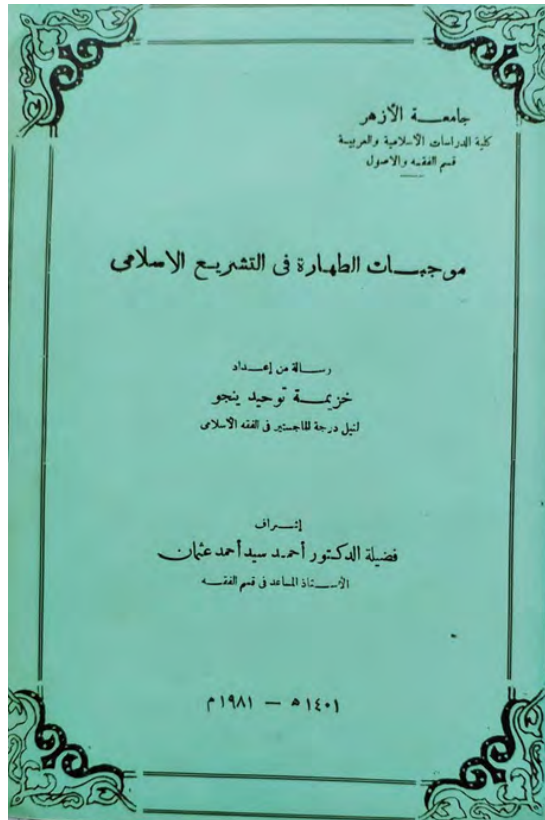 جامعة الأزهر
كلية الدراسات الاسلامية والعربية
قسم الفقه والاصول
موجبات الطهارة فى التشريع الاسلامى
رسالة من إعداد
خزيمة توحيد ينجو
لنيل درجة الماجستير فى الفقه الاسلامى
إشراف
فضيلة الدكتور أحمد سيد أحمد عثمان
الأستاذ المساعد فى قسم الفقه
١٤٠١ ه — ١٩٨١ م